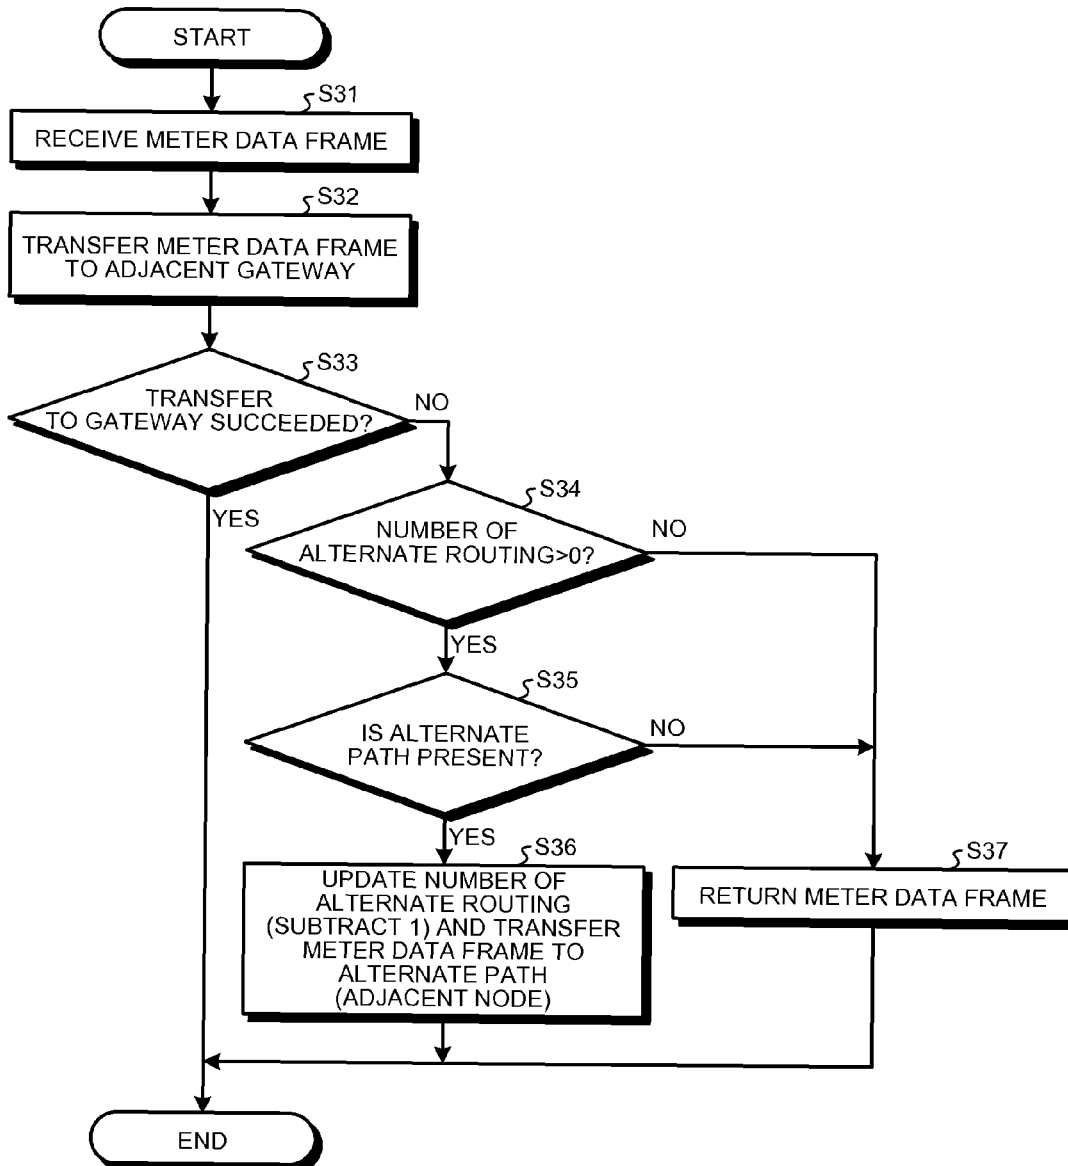 START
S31
RECEIVE METER DATA FRAME
S32
TRANSFER METER DATA FRAME
TO ADJACENT GATEWAY
S33
TRANSFER
TO GATEWAY SUCCEEDED?
NO
YES
S34
NUMBER OF
ALTERNATE ROUTING>0?
NO
YES
S35
IS ALTERNATE
PATH PRESENT?
NO
YES
S36
UPDATE NUMBER OF
ALTERNATE ROUTING
(SUBTRACT 1) AND TRANSFER
METER DATA FRAME TO
ALTERNATE PATH
(ADJACENT NODE)
S37
RETURN METER DATA FRAME
END